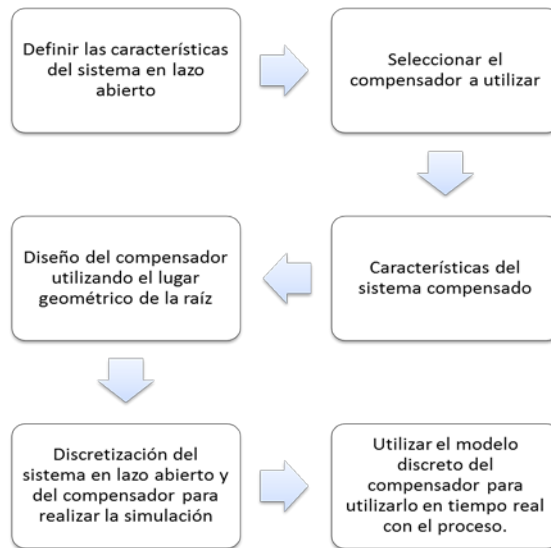 Definir las características
del sistema en lazo
abierto
Seleccionar el
compensador a utilizar
Características del
sistema compensado
Diseño del compensador
utilizando el lugar
geométrico de la raíz
Discretización del
sistema en lazo abierto y
del compensador para
realizar la simulación
Utilizar el modelo
discreto del
compensador para
utilizarlo en tiempo real
con el proceso.